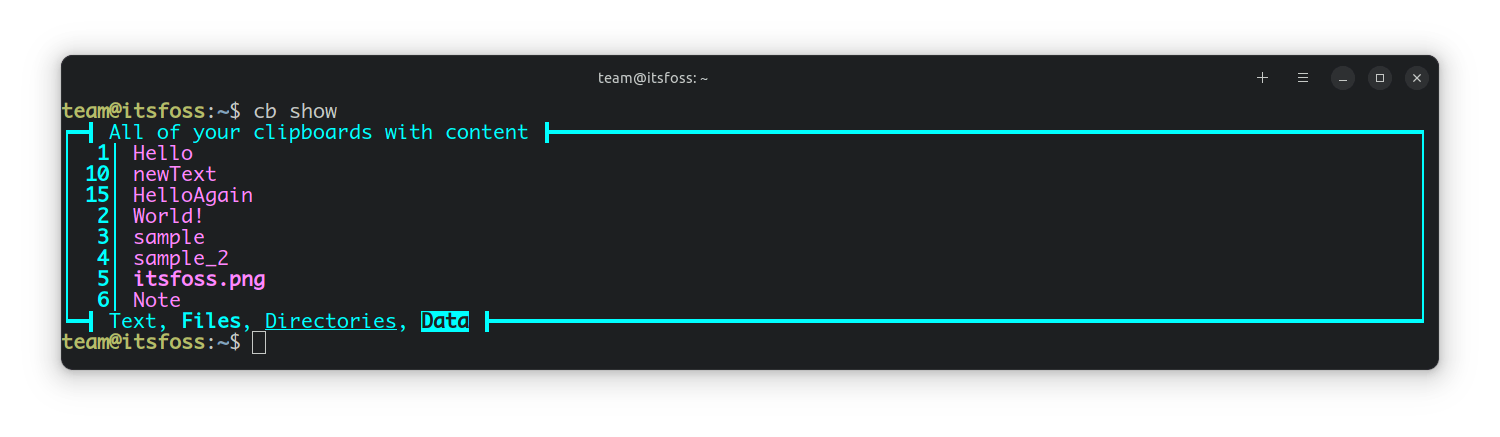 team@itsfoss: ~
team@itsfoss:~$ cb show
All of your clipboards with content
1 Hello
10 newText
15 HelloAgain
2 World!
3 sample
4 sample_2
5 itsfoss.png
6 Note
Text, Files, Directories, Data
team@itsfoss:~$